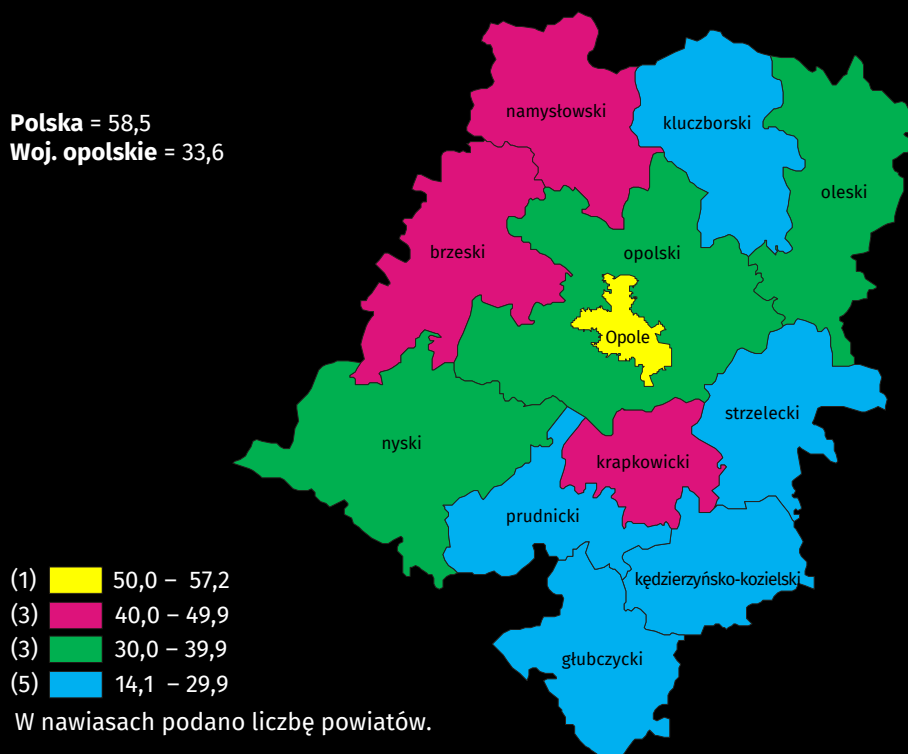 Polska = 58,5
Woj. opolskie = 33,6
namysłowski
kluczborski
oleski
brzeski
opolski
Opole
strzelecki
nyski
krapkowicki
prudnicki
kędzierzyńsko-kozielski
głubczycki
(1) 50,0 – 57,2
(3) 40,0 – 49,9
(3) 30,0 – 39,9
(5) 14,1 – 29,9
W nawiasach podano liczbę powiatów.